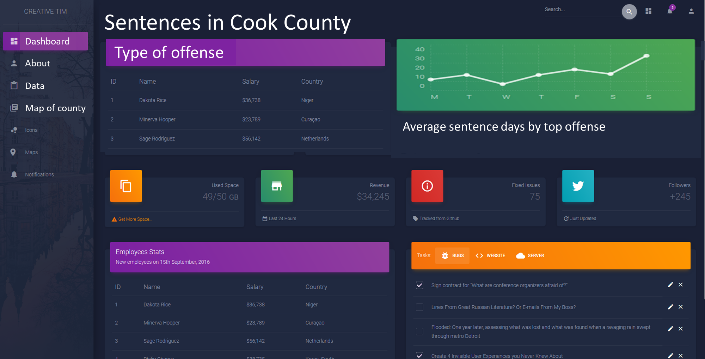 CREATIVE TIM
Search...
Dashboard
About
Data
Map of county
Icons
Maps
Notifications
Sentences in Cook County
Type of offense
ID Name Salary Country
1 Dakota Rice $36,738 Niger
2 Minerva Hooper $23,789 Curaçao
3 Sage Rodriguez $56,142 Netherlands
40
30
20
10
0
M T W T F S S
Average sentence days by top offense
Used Space
49/50 GB
Get More Space...
Revenue
$34,245
Last 24 Hours
Fixed Issues
75
Tracked from Github
Followers
+245
Just Updated
Employees Stats
New employees on 15th September, 2016
ID Name Salary Country
1 Dakota Rice $36,738 Niger
2 Minerva Hooper $23,789 Curaçao
3 Sage Rodriguez $56,142 Netherlands
Tasks: BUGS WEBSITE SERVER
Sign contract for "What are conference organizers afraid of?"
Lines From Great Russian Literature? Or E-mails From My Boss?
Flooded: One year later, assessing what was lost and what was found when a ravaging rain swept
through metro Detroit
Create 4 Invisible User Experiences you Never Knew About